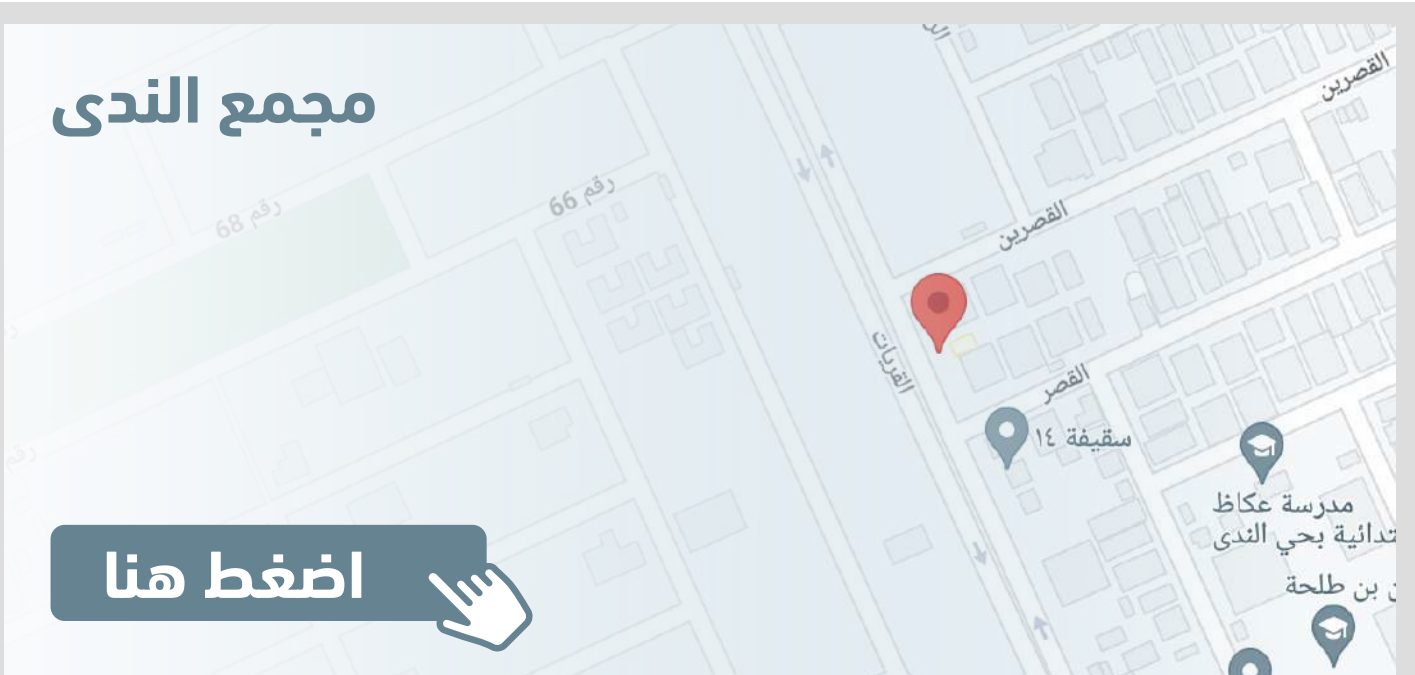 مجمع الندى
القصرين
رقم 68
رقم 66
القصرين
القريات
القصر
سقيفة ١٤
مدرسة عكاظ
تدائية بحي الندى
ن بن طلحة
اضغط هنا